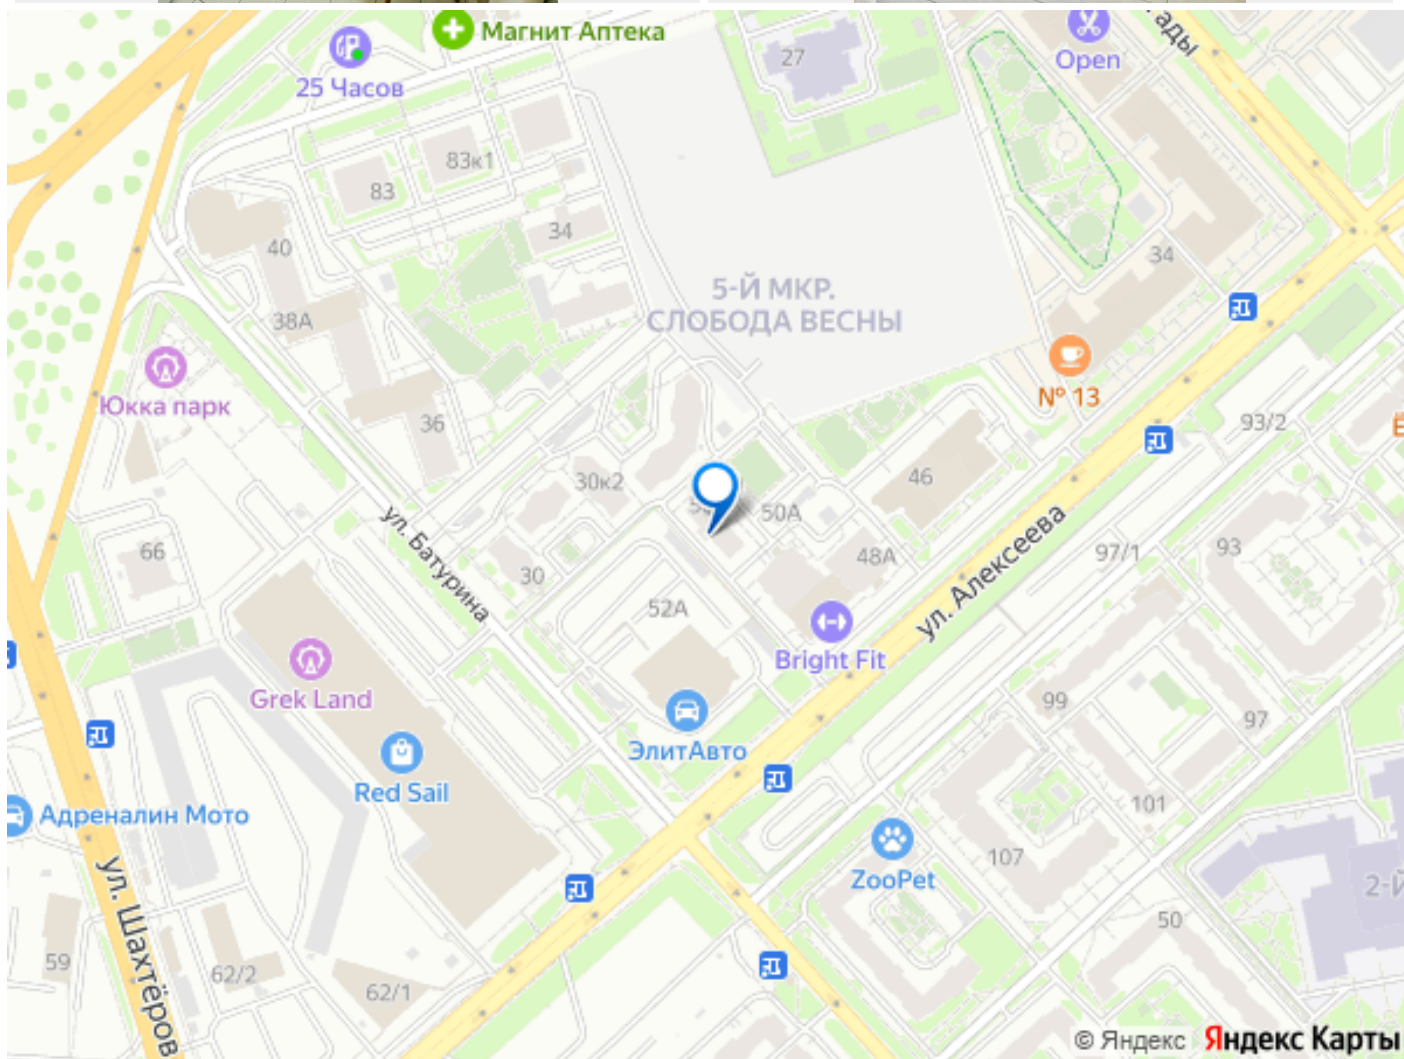 Магнит Аптека
25 Часов
27
Open
83к1
83
34
40
38А
34
5-Й МКР.
СЛОБОДА ВЕСНЫ
Юкка парк
№ 13
36
93/2
30к2
46
50А
ул. Батурина
ул. Алексеева
66
48А
97/1
93
30
52А
Bright Fit
Grek Land
99
97
ЭлитАвто
Red Sail
101
Адреналин Мото
107
ZooPet
ул. Шахтёров
50
59
62/2
62/1
© Яндекс Яндекс Карты